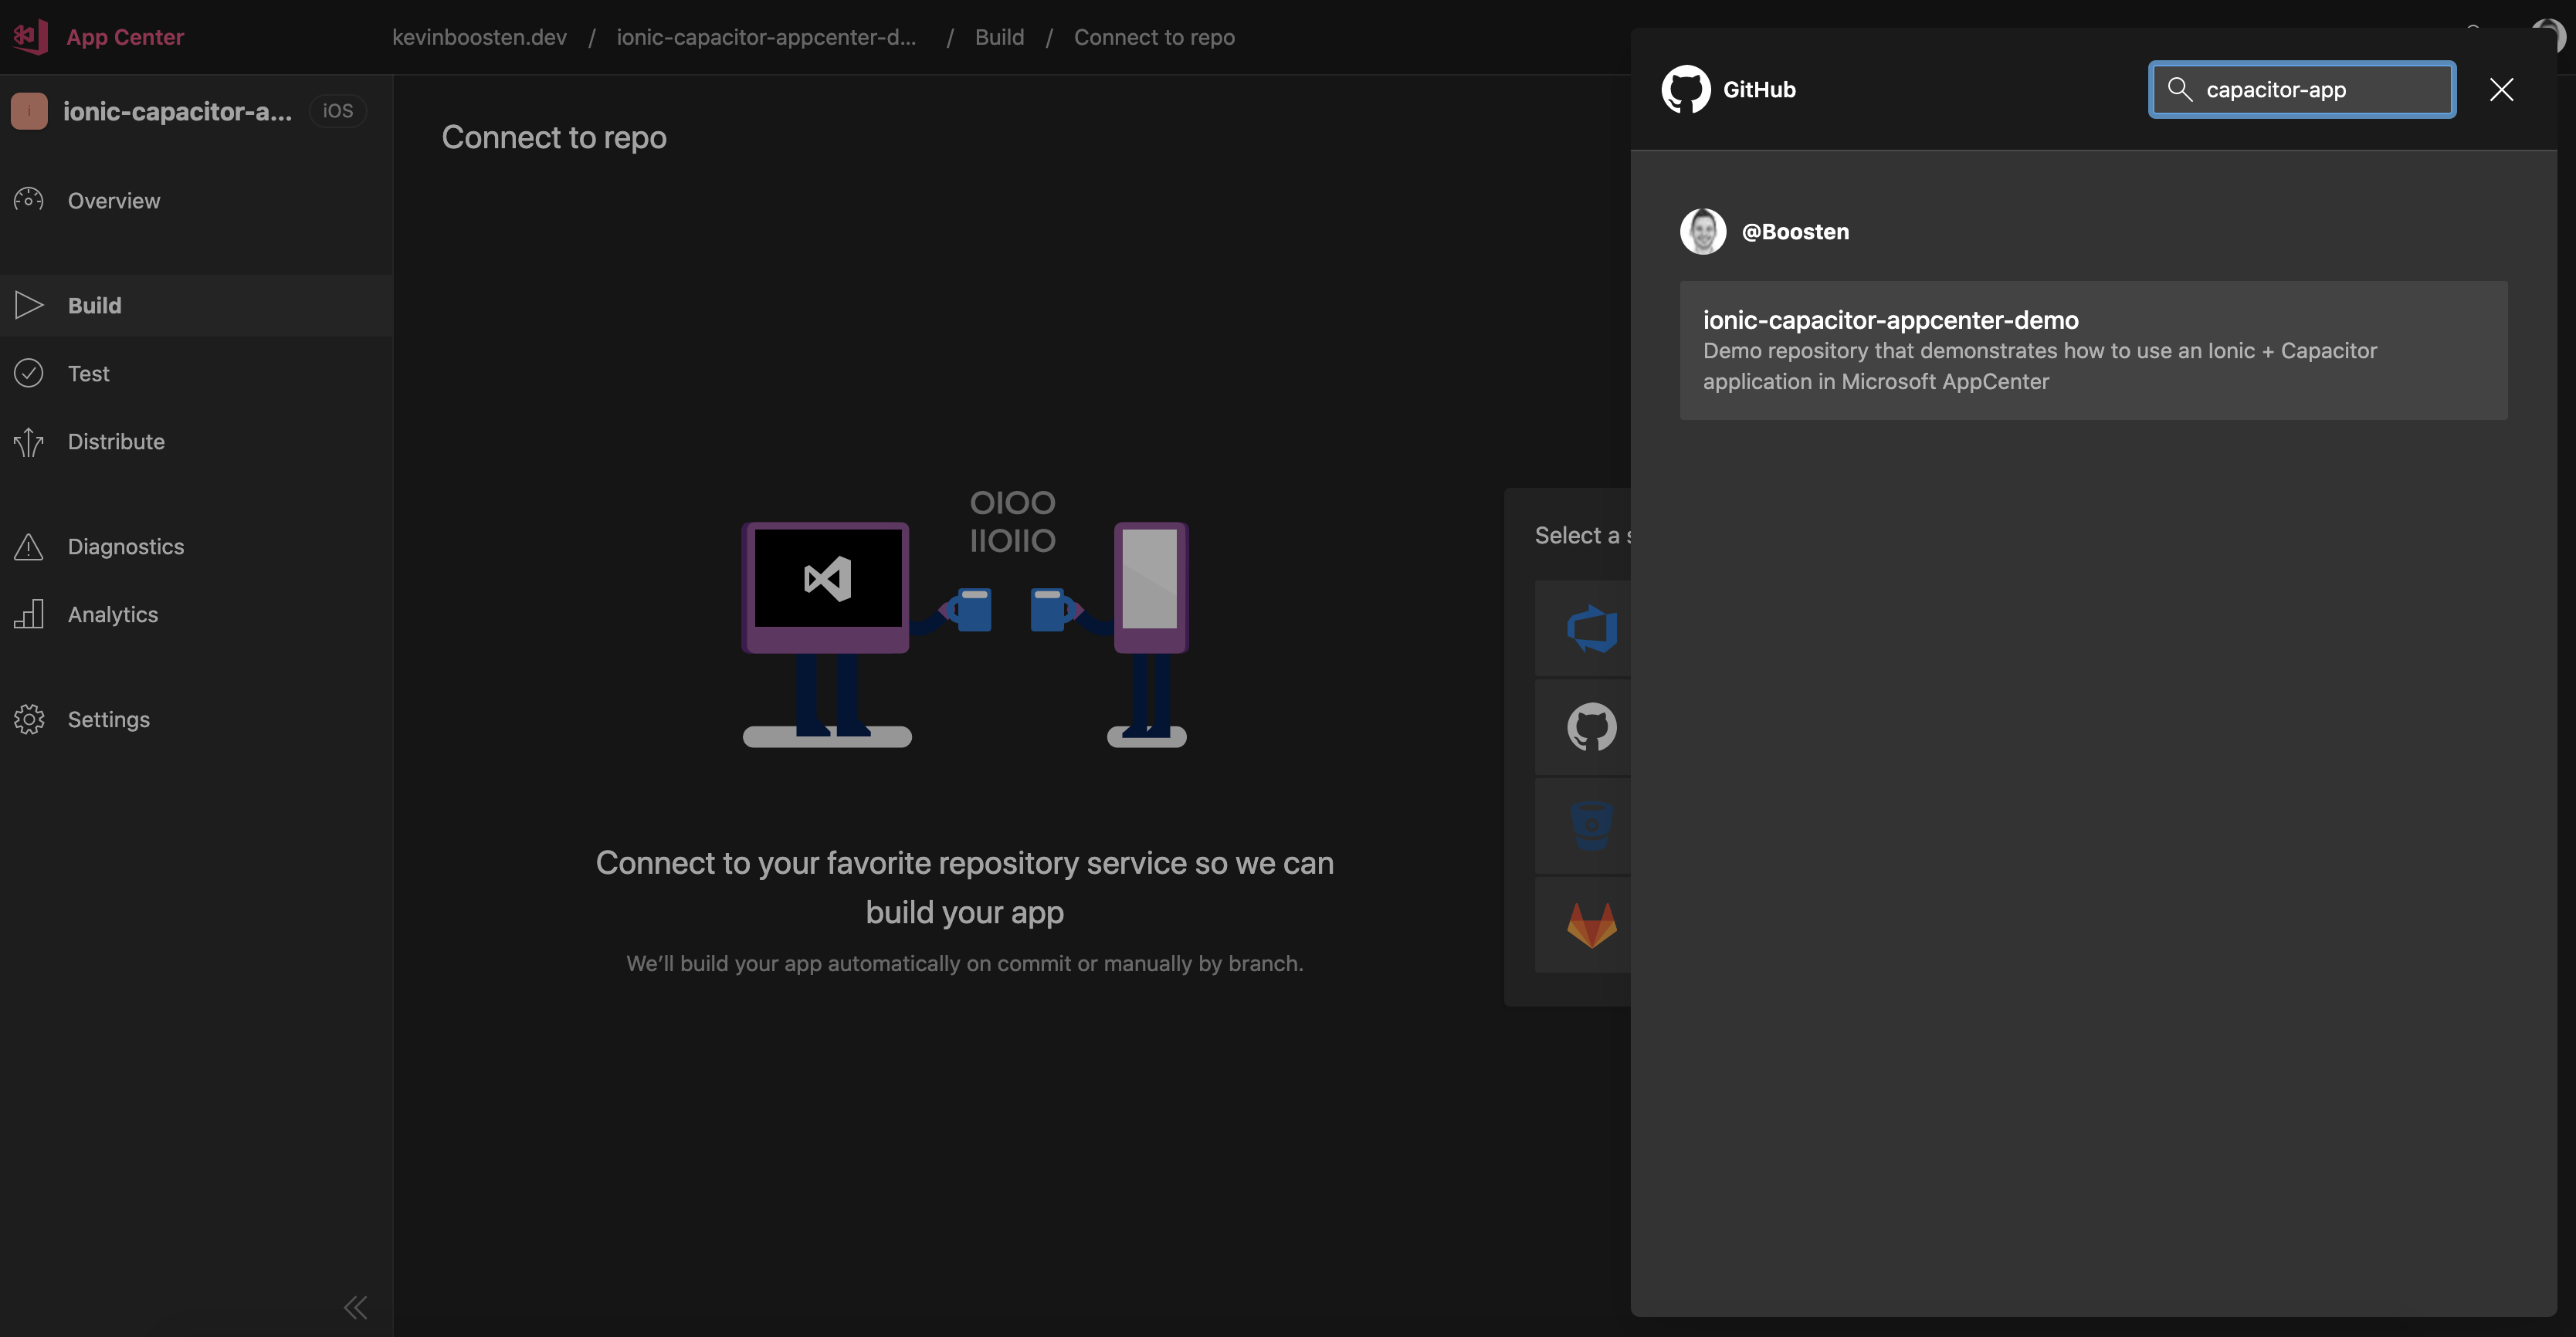 App Center
kevinboosten.dev / ionic-capacitor-appcenter-d... / Build / Connect to repo
ionic-capacitor-a... iOS
Overview
Build
Test
Distribute
Diagnostics
Analytics
Settings
Connect to repo
OIOO
IIOIIO
Connect to your favorite repository service so we can
build your app
We’ll build your app automatically on commit or manually by branch.
Select a
GitHub
capacitor-app
@Boosten
ionic-capacitor-appcenter-demo
Demo repository that demonstrates how to use an Ionic + Capacitor
application in Microsoft AppCenter